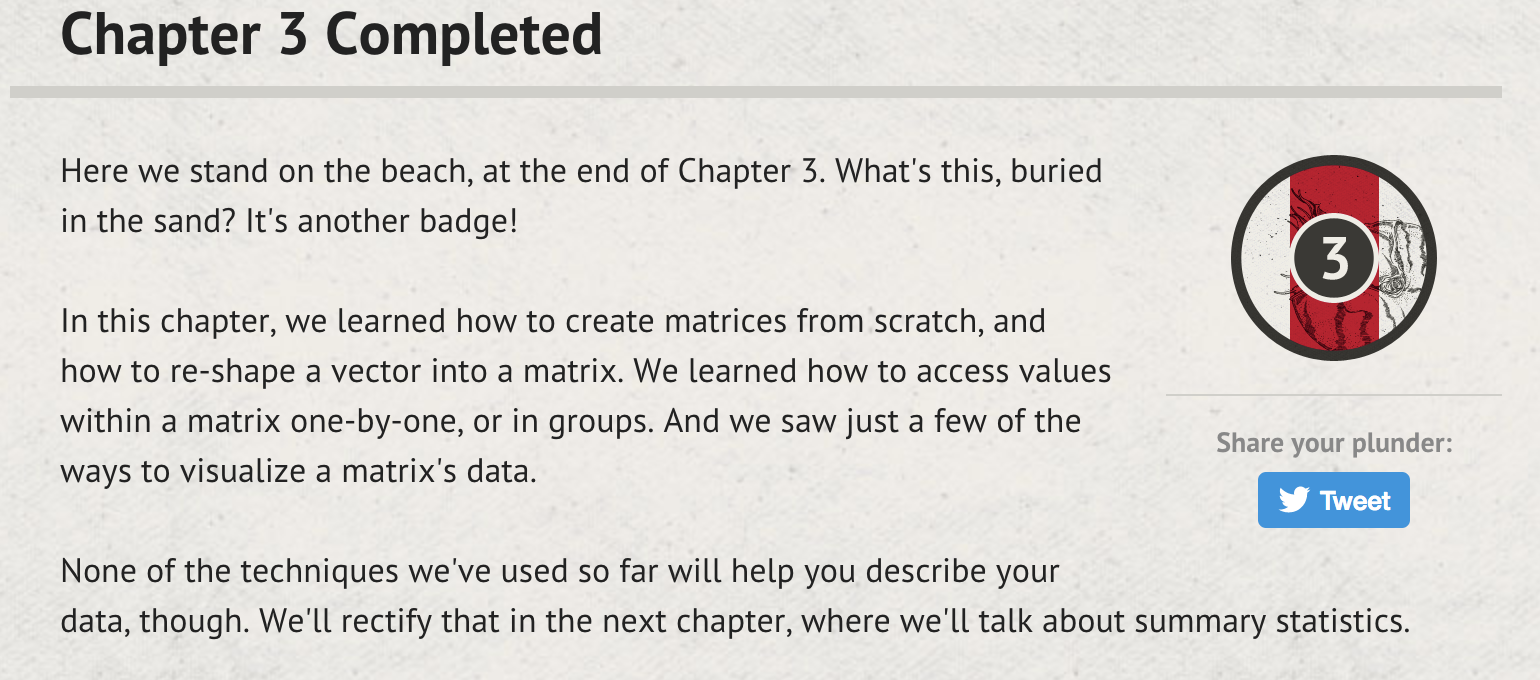 Chapter 3 Completed
Here we stand on the beach, at the end of Chapter 3. What's this, buried
in the sand? It's another badge!
In this chapter, we learned how to create matrices from scratch, and
how to re-shape a vector into a matrix. We learned how to access values
within a matrix one-by-one, or in groups. And we saw just a few of the
ways to visualize a matrix's data.
None of the techniques we've used so far will help you describe your
data, though. We'll rectify that in the next chapter, where we'll talk about summary statistics.
3
Share your plunder:
Tweet